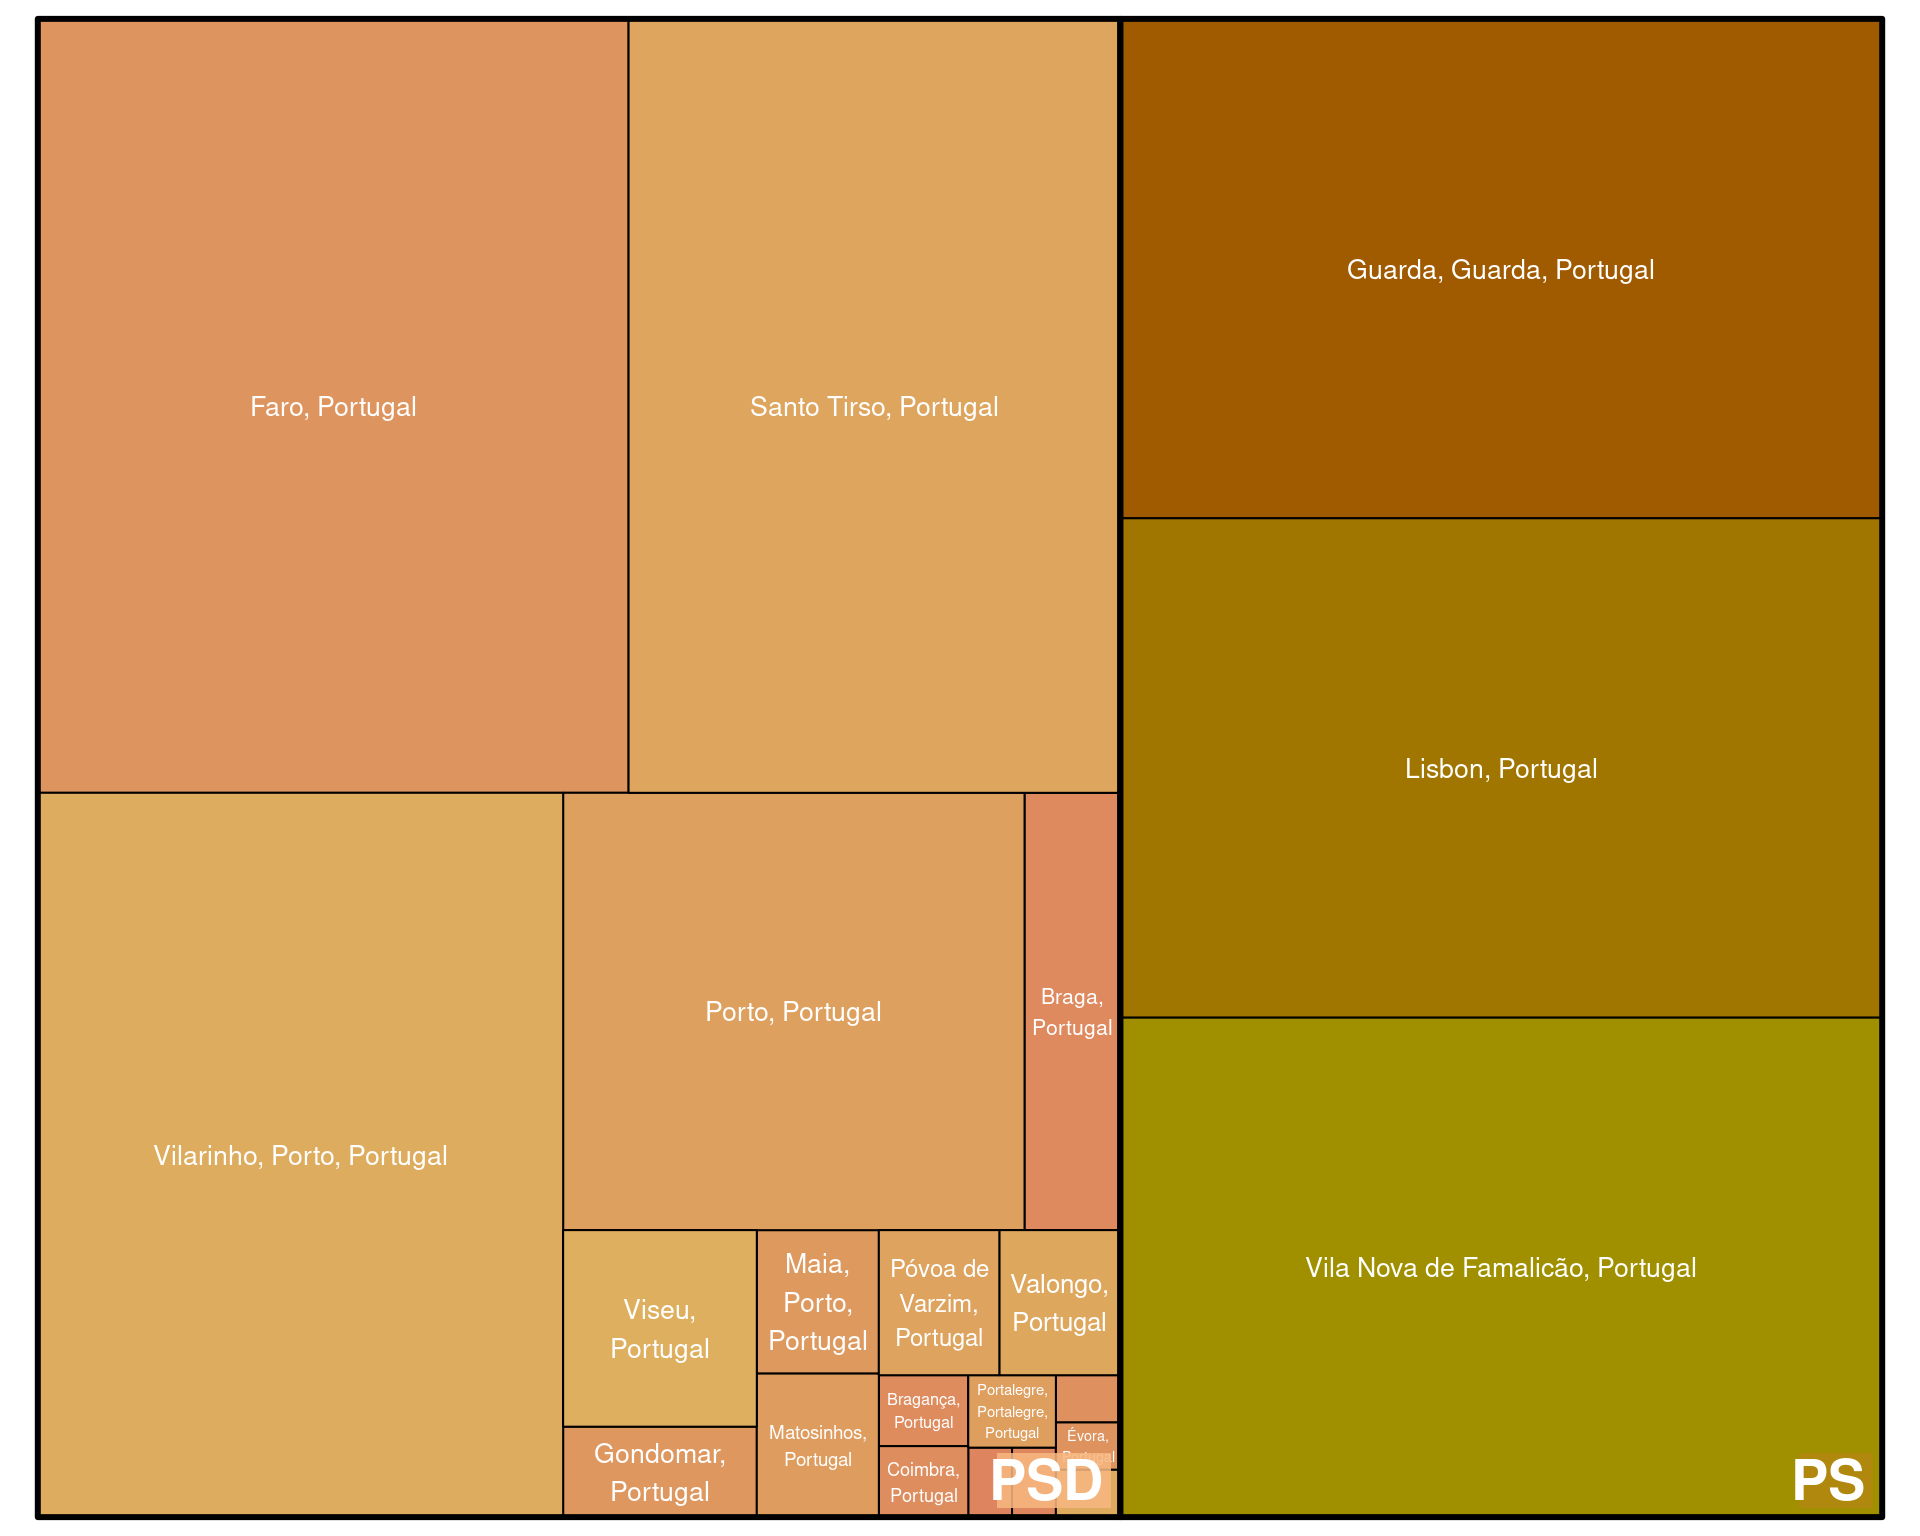 Faro, Portugal
Santo Tirso, Portugal
Guarda, Guarda, Portugal
Lisbon, Portugal
Vilarinho, Porto, Portugal
Porto, Portugal
Braga,
Portugal
Viseu,
Portugal
Maia,
Porto,
Portugal
Póvoa de
Varzim,
Portugal
Valongo,
Portugal
Vila Nova de Famalicão, Portugal
Gondomar,
Portugal
Matosinhos,
Portugal
Bragança,
Portugal
Portalegre,
Portalegre,
Portugal
Coimbra,
Portugal
Évora,
Portugal
PSD
PS